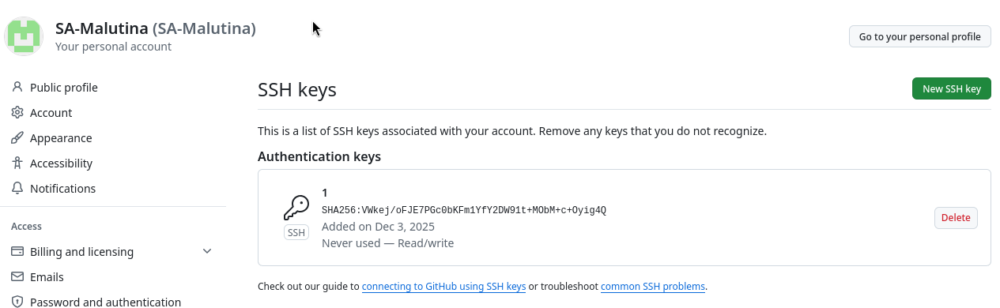 SA-Malutina (SA-Malutina)
Your personal account
Go to your personal profile
Public profile
Account
Appearance
Accessibility
Notifications
Access
Billing and licensing
Emails
Password and authentication
SSH keys
New SSH key
This is a list of SSH keys associated with your account. Remove any keys that you do not recognize.
Authentication keys
1
SHA256:VWkej/oFJE7PGc0bKFm1YfY2DW91t+MObM+c+Oyig4Q
Added on Dec 3, 2025
Never used — Read/write
SSH
Delete
Check out our guide to connecting to GitHub using SSH keys or troubleshoot common SSH problems.